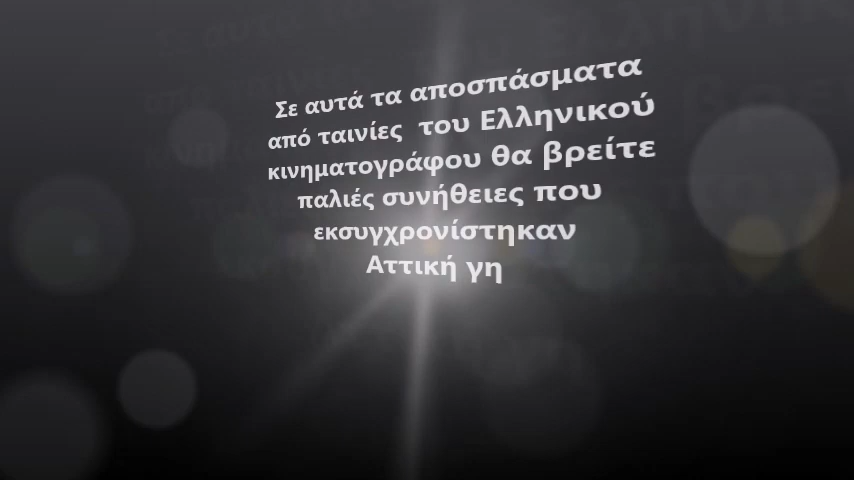 Σε αυτά τα αποσπάσματα
από ταινίες του Ελληνικού
κινηματογράφου θα βρείτε
παλιές συνήθειες που
εκσυγχρονίστηκαν
Αττική γη